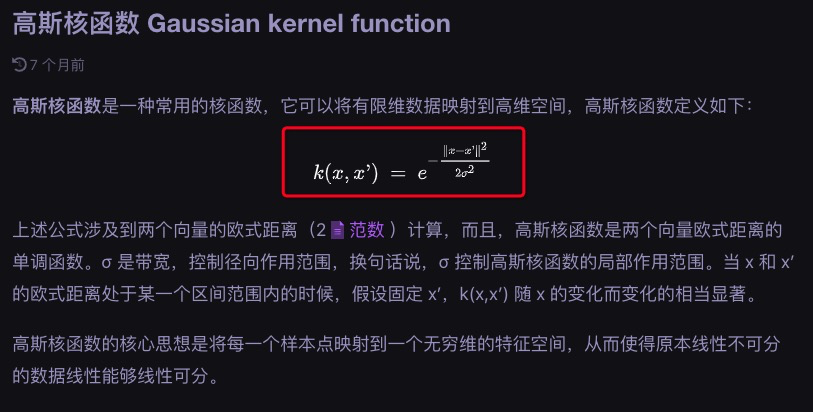 高斯核函数 Gaussian kernel function
7 个月前
高斯核函数是一种常用的核函数，它可以将有限维数据映射到高维空间，高斯核函数定义如下：
k(x, x’) = e^{-\frac{‖x−x’‖^2}{2σ^2}}
上述公式涉及到两个向量的欧式距离（2 范数 ）计算，而且，高斯核函数是两个向量欧式距离的
单调函数。σ 是带宽，控制径向作用范围，换句话说，σ 控制高斯核函数的局部作用范围。当 x 和 x′
的欧式距离处于某一个区间范围内的时候，假设固定 x′，k(x,x′) 随 x 的变化而变化的相当显著。
高斯核函数的核心思想是将每一个样本点映射到一个无穷维的特征空间，从而使得原本线性不可分
的数据线性能够线性可分。